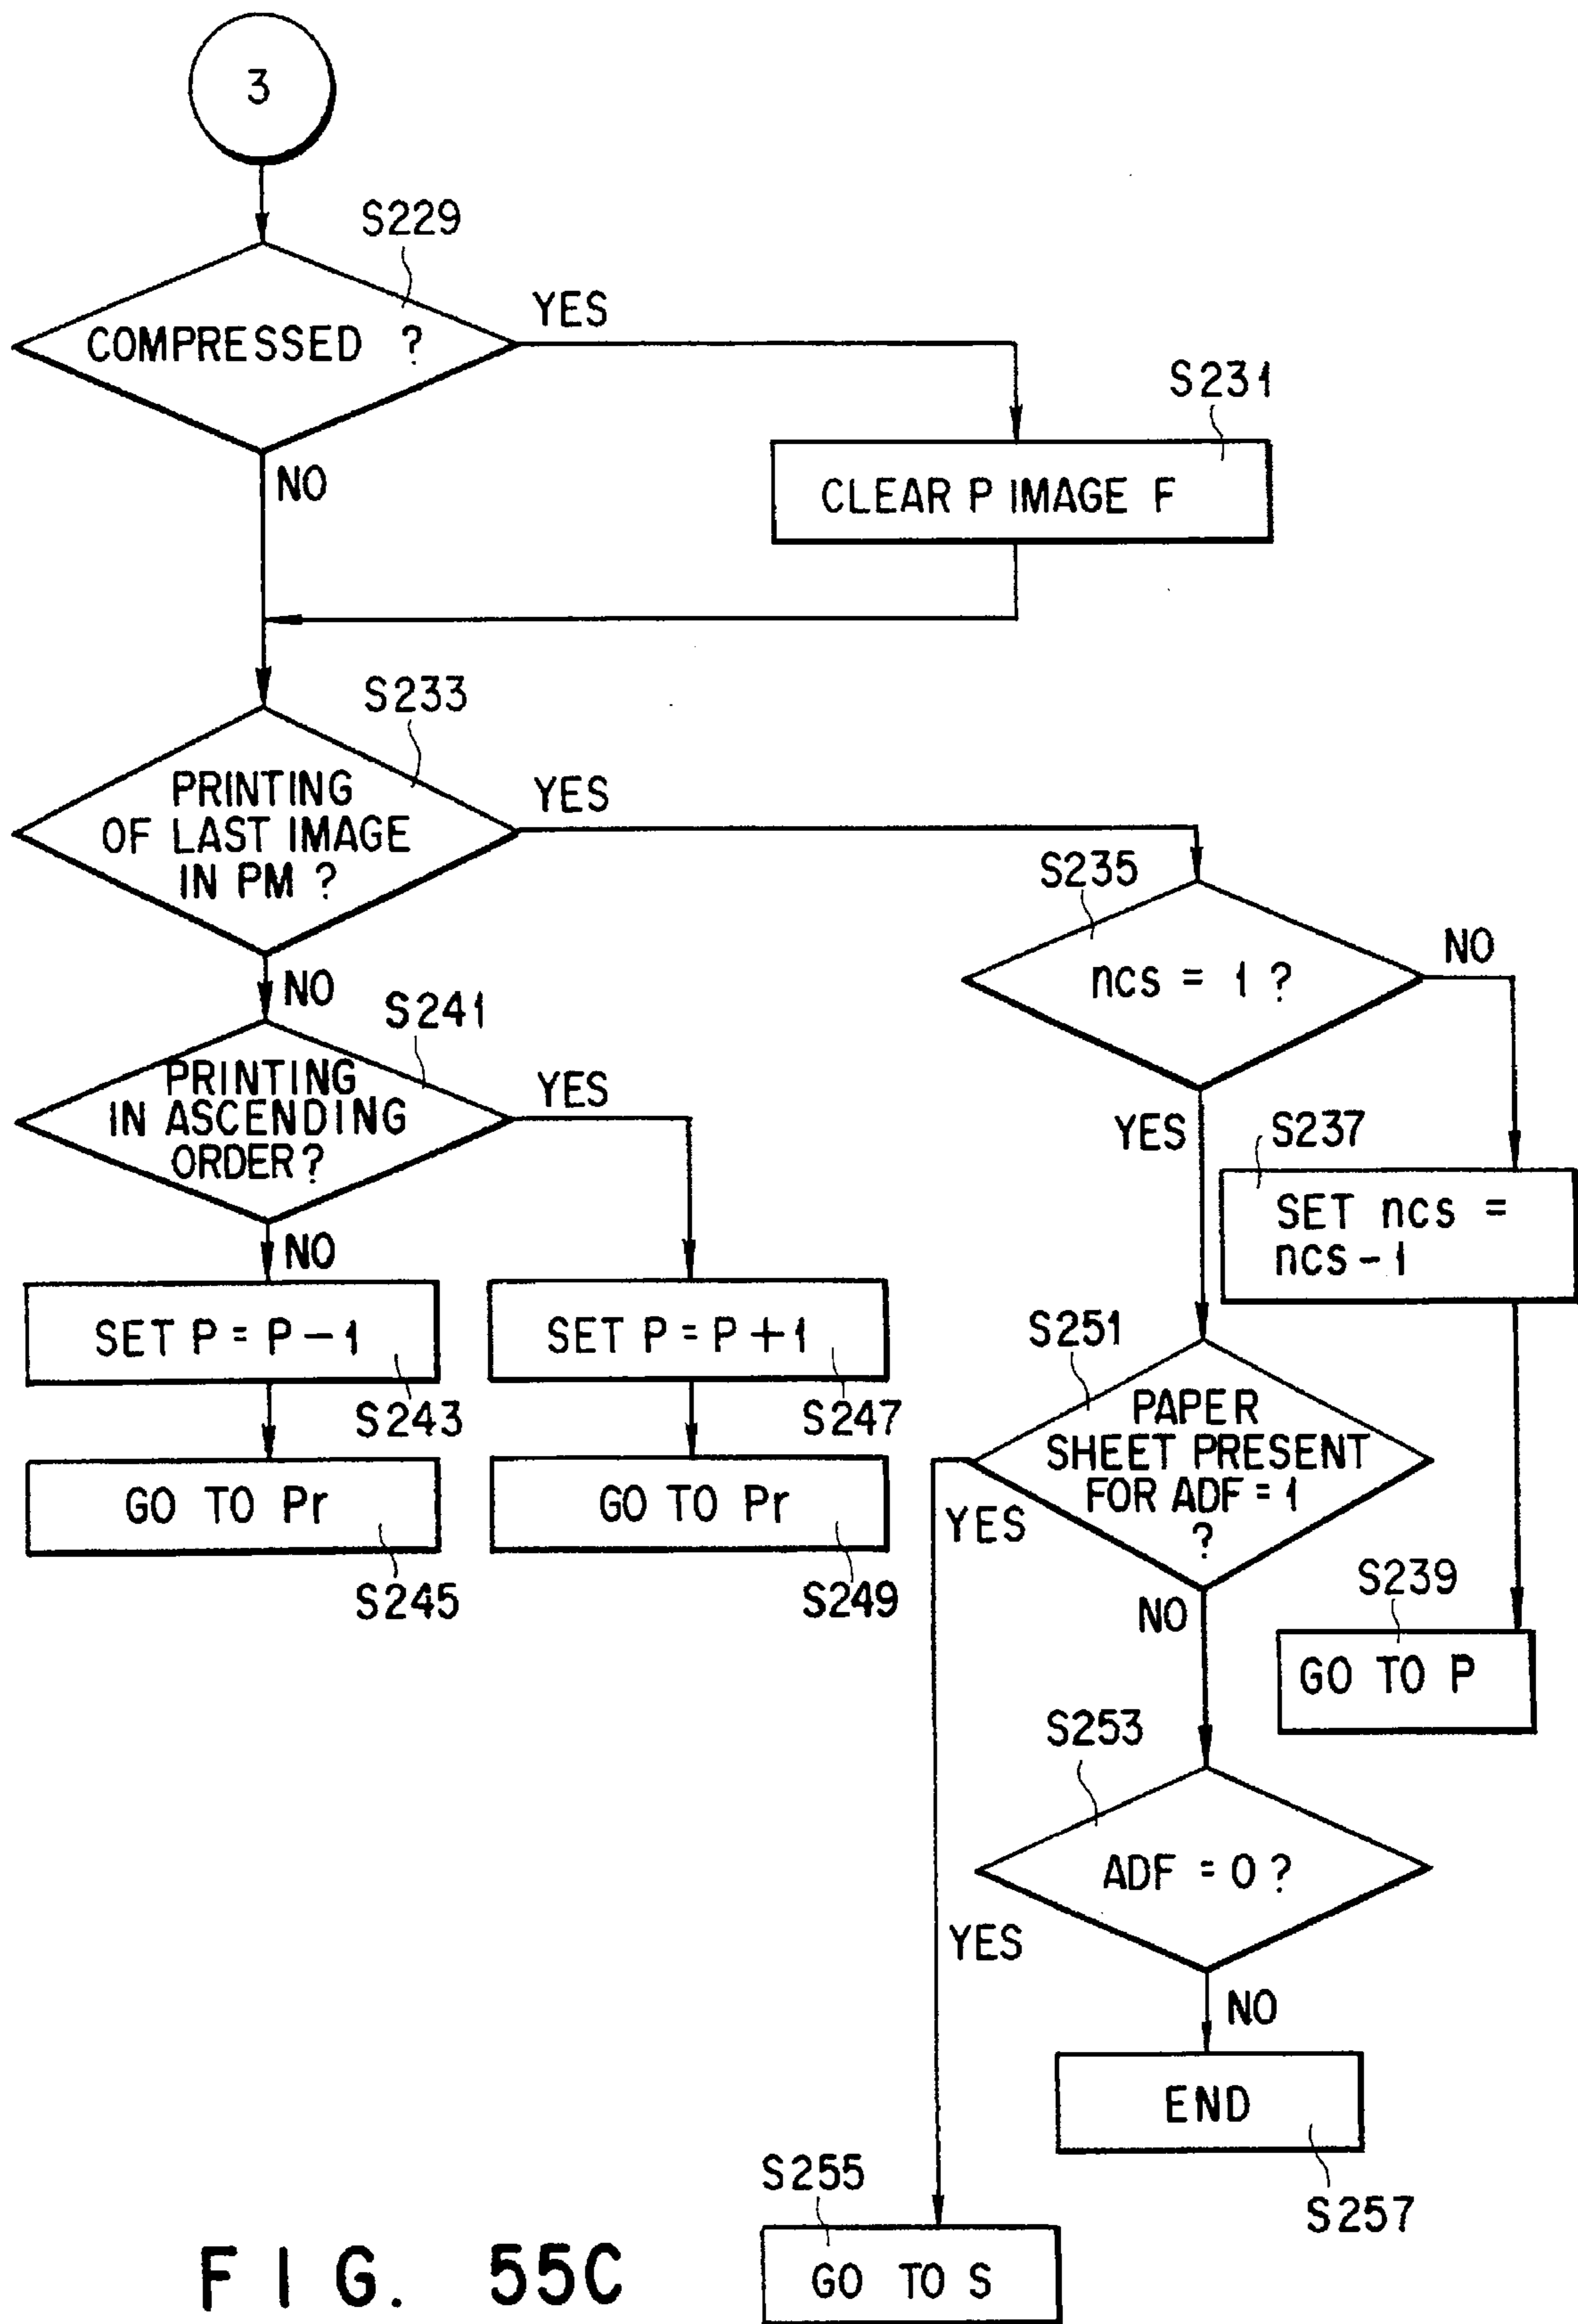 3
S229
COMPRESSED ?
YES
NO
S231
CLEAR P IMAGE F
S233
PRINTING
OF LAST IMAGE
IN PM ?
YES
NO
S235
ncs = 1 ?
NO
YES
S237
SET ncs =
ncs - 1
S239
GO TO P
S241
PRINTING
IN ASCENDING
ORDER?
YES
NO
SET P = P - 1
S243
GO TO Pr
S245
SET P = P + 1
S247
GO TO Pr
S249
S251
PAPER
SHEET PRESENT
FOR ADF = 1
?
YES
NO
S253
ADF = 0 ?
YES
NO
END
S257
S255
GO TO S
FIG. 55C